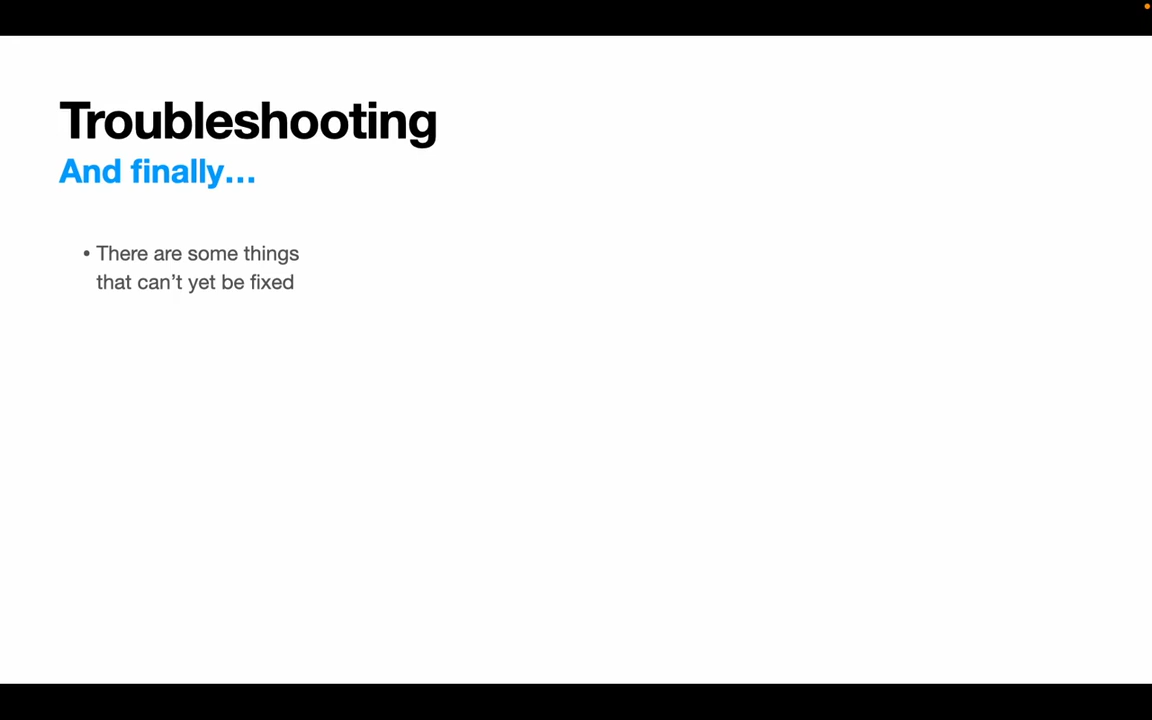 Troubleshooting
And finally…
• There are some things
that can’t yet be fixed